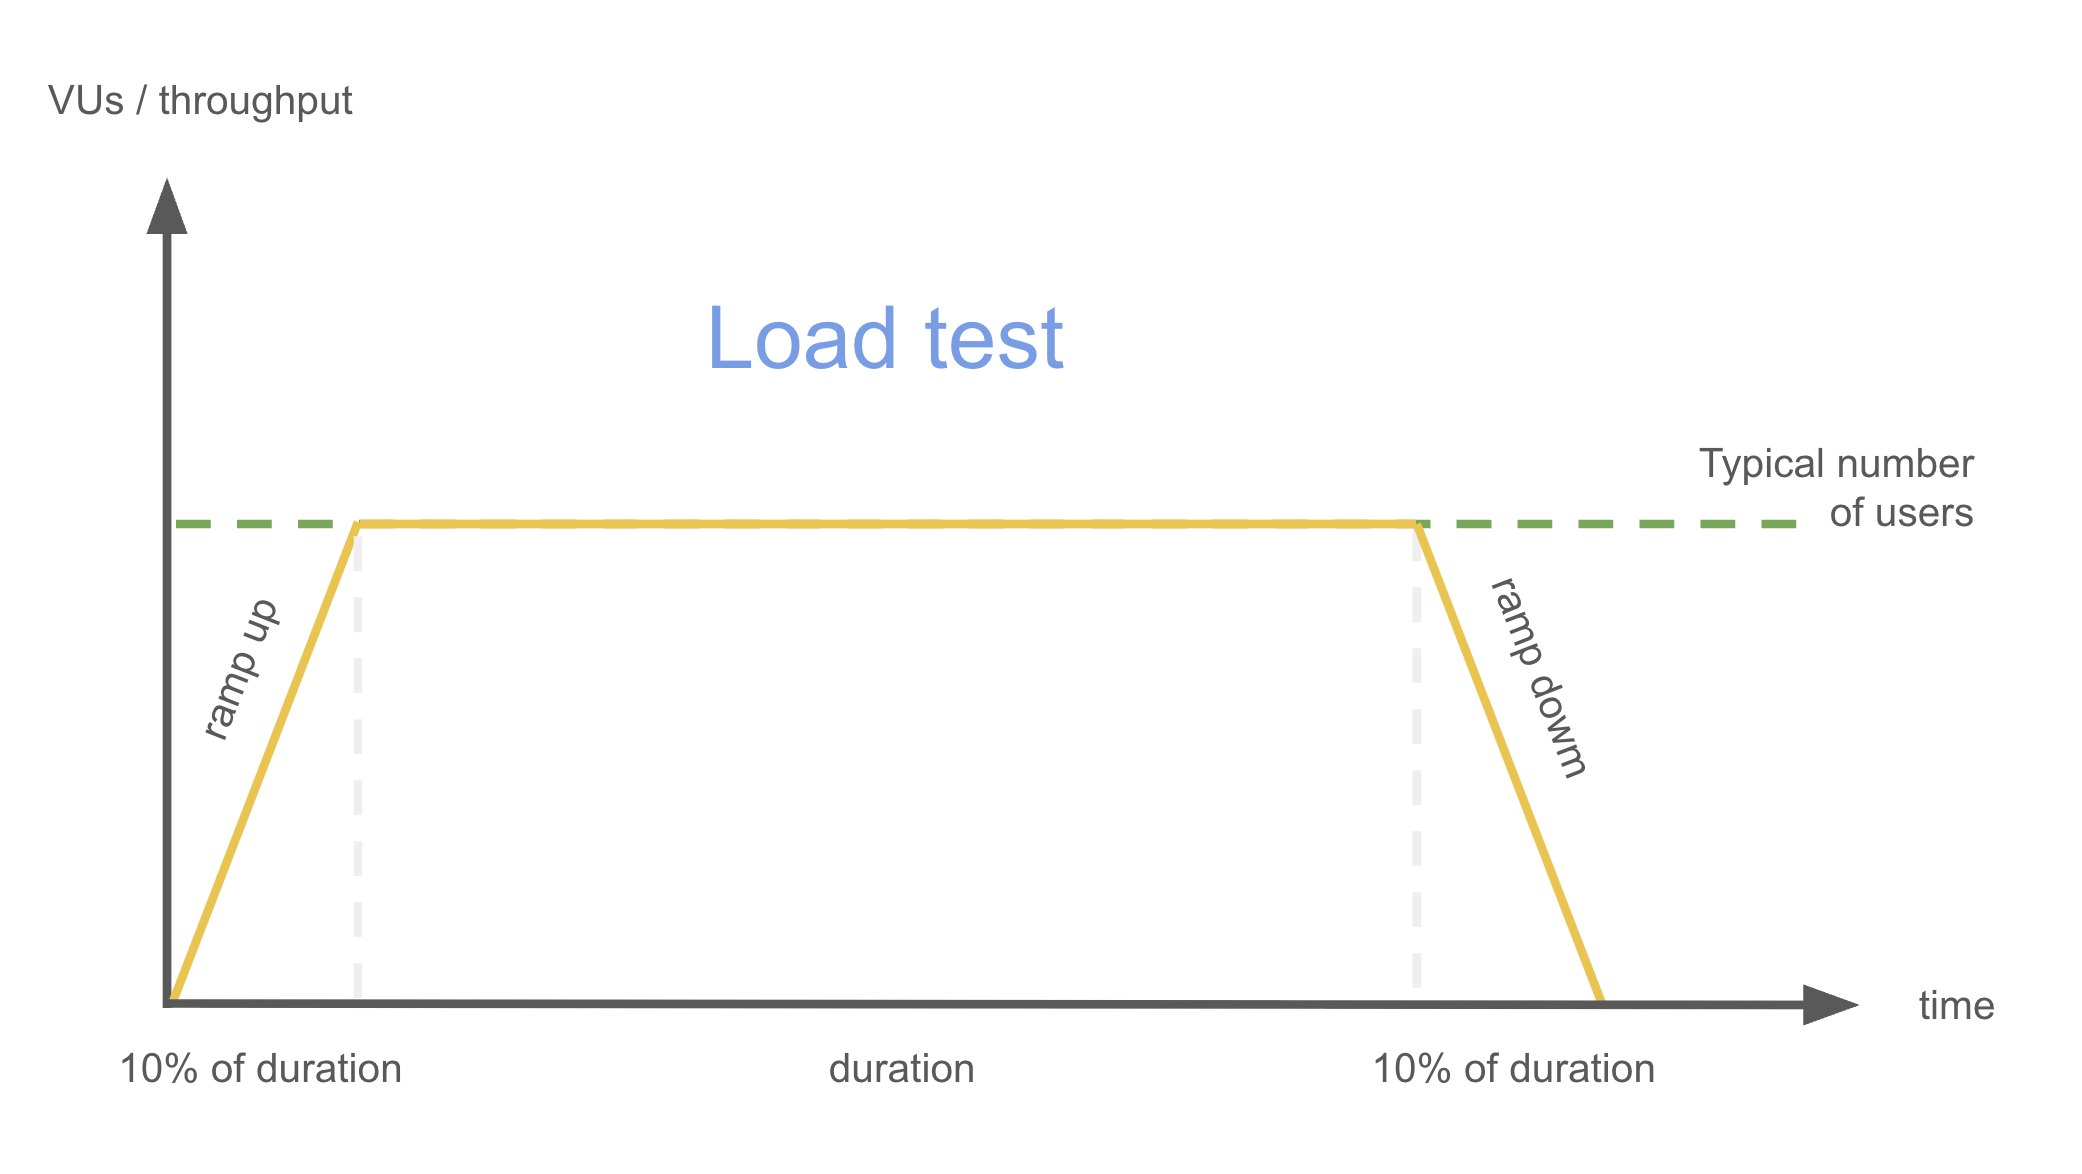 VUs / throughput
Load test
Typical number
of users
ramp up
ramp down
time
10% of duration
duration
10% of duration